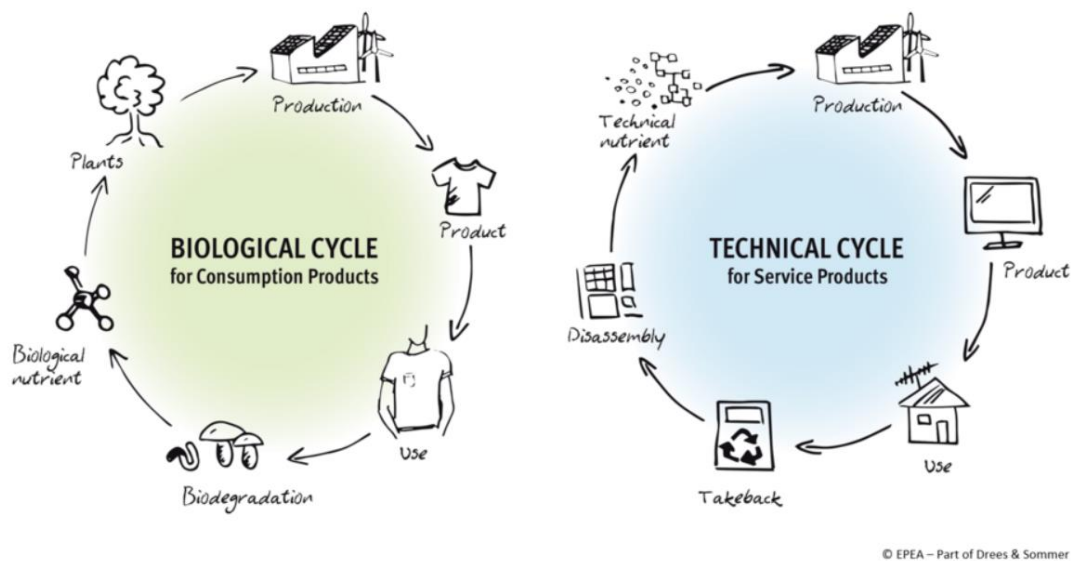 Production
Plants
Product
BIOLOGICAL CYCLE
for Consumption Products
Biological
nutrient
Use
Biodegradation
Production
Technical
nutrient
TECHNICAL CYCLE
for Service Products
Product
Disassembly
Use
Takeback
© EPEA – Part of Drees & Sommer